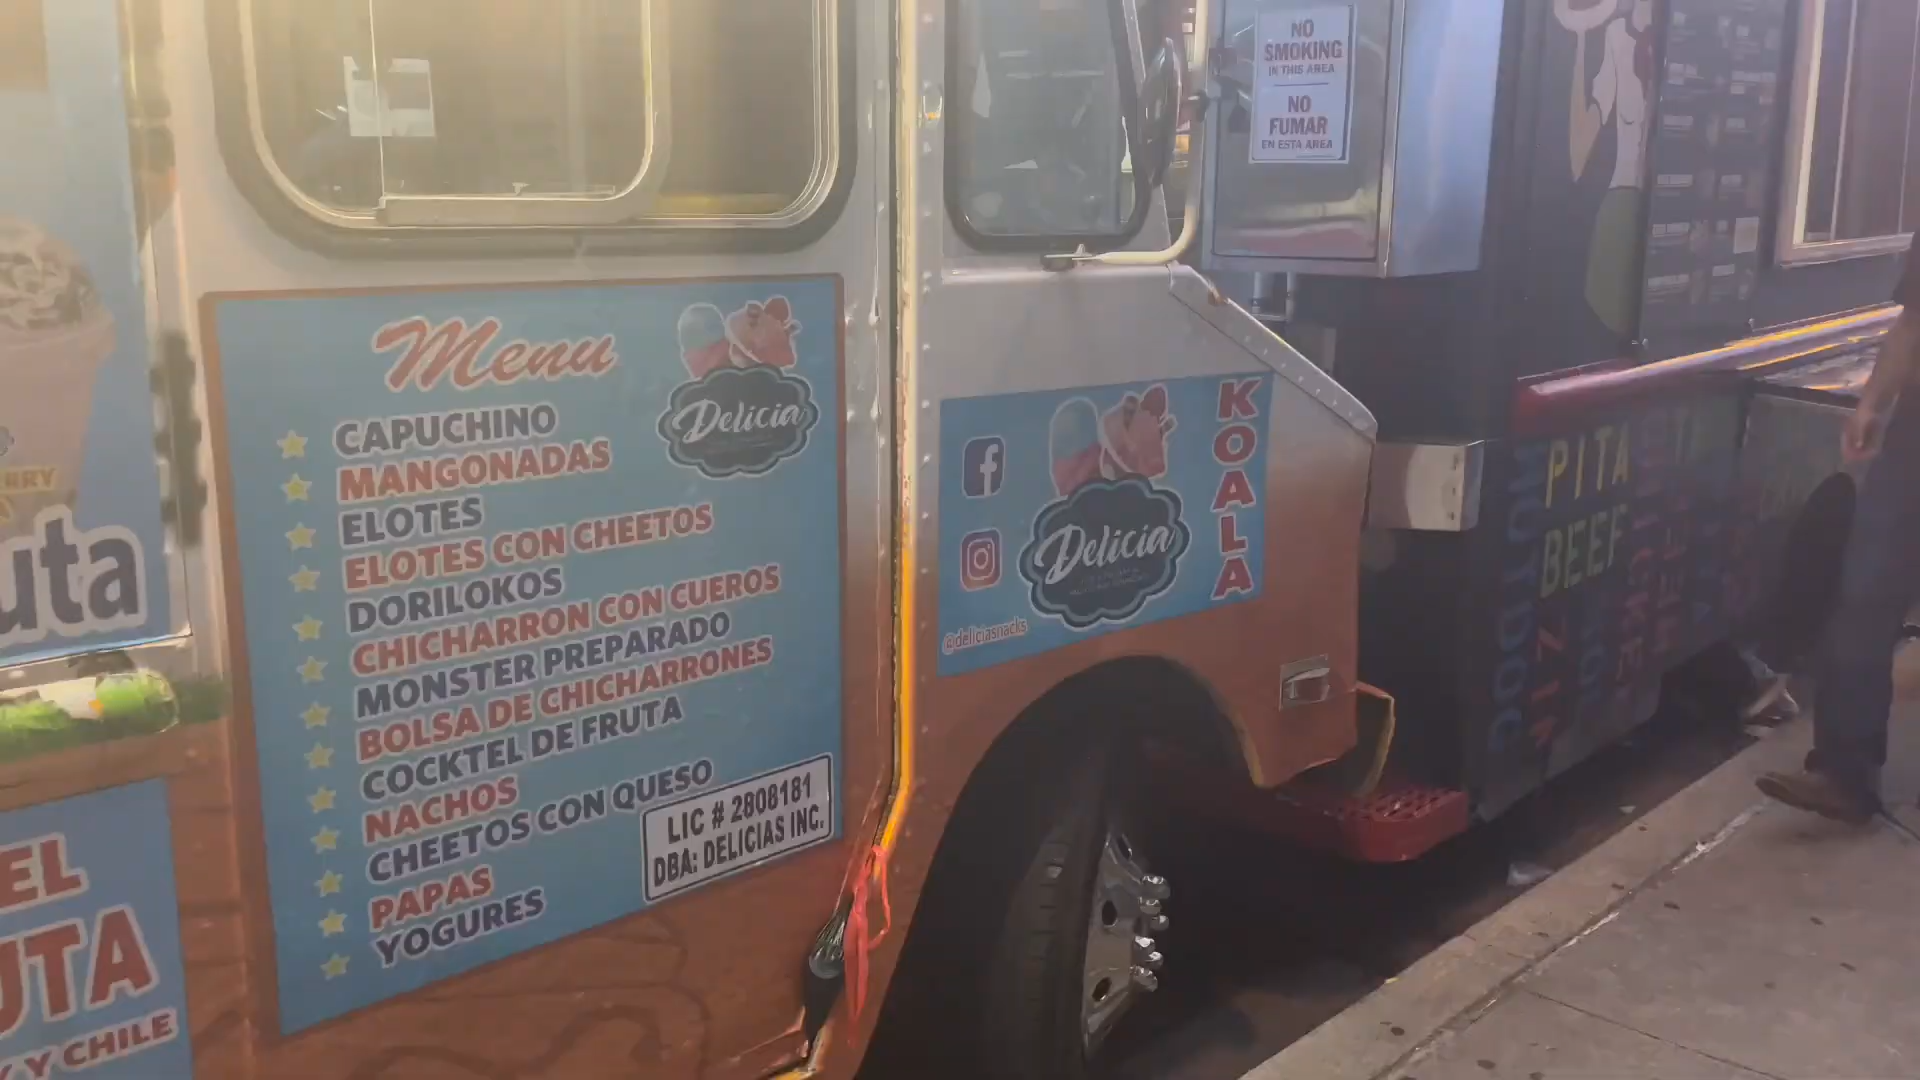 Menu
Delicia
CAPUCHINO
MANGONADAS
ELOTES
ELOTES CON CHEETOS
DORILOKOS
CHICHARRON CON CUEROS
MONSTER PREPARADO
BOLSA DE CHICHARRONES
COCKTEL DE FRUTA
NACHOS
CHEETOS CON QUESO
PAPAS
YOGURES
LIC # 2808181
DBA: DELICIAS INC.
Delicia
KOALA
@deliciasnacks
NO
SMOKING
IN THIS AREA
NO
FUMAR
EN ESTA AREA
PITA
BEEF
HOT DOG
uta
EL
UTA
Y CHILE